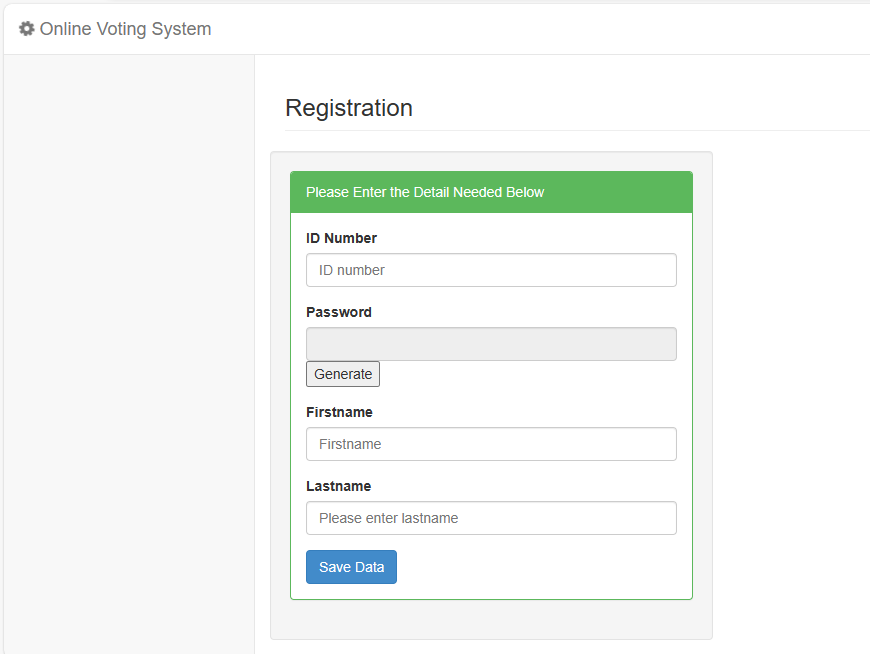 Online Voting System
Registration
Please Enter the Detail Needed Below
ID Number
ID number
Password
Generate
Firstname
Firstname
Lastname
Please enter lastname
Save Data